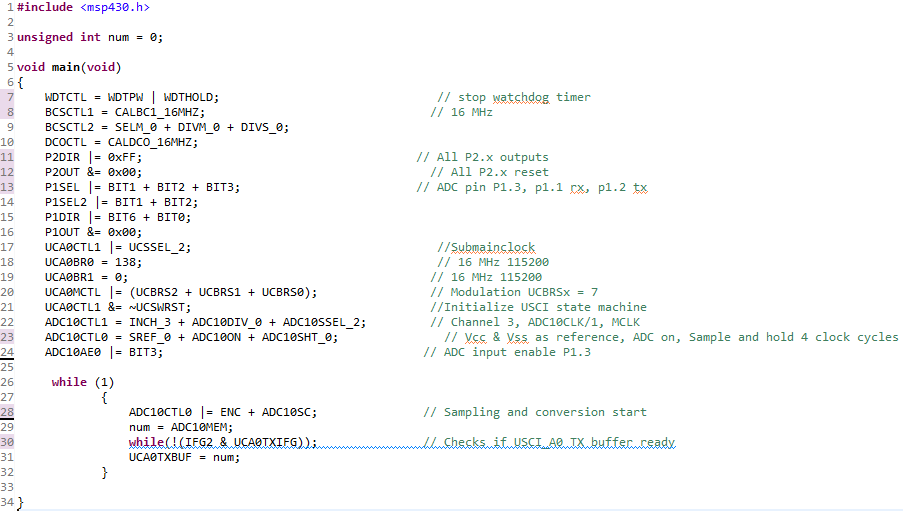 1 #include <msp430.h>
2
3 unsigned int num = 0;
4
5 void main(void)
6 {
7 WDTCTL = WDTPW | WDTHOLD; // stop watchdog timer
8 BCSCTL1 = CALBC1_16MHZ; // 16 MHz
9 BCSCTL2 = SELM_0 + DIVM_0 + DIVS_0;
10 DCOCTL = CALDCO_16MHZ;
11 P2DIR |= 0xFF; // All P2.x outputs
12 P2OUT &= 0x00; // All P2.x reset
13 P1SEL |= BIT1 + BIT2 + BIT3; // ADC pin P1.3, p1.1 rx, p1.2 tx
14 P1SEL2 |= BIT1 + BIT2;
15 P1DIR |= BIT6 + BIT0;
16 P1OUT &= 0x00;
17 UCA0CTL1 |= UCSSEL_2; //Submainclock
18 UCA0BR0 = 138; // 16 MHz 115200
19 UCA0BR1 = 0; // 16 MHz 115200
20 UCA0MCTL |= (UCBRS2 + UCBRS1 + UCBRS0); // Modulation UCBRSx = 7
21 UCA0CTL1 &= ~UCSWRST; //Initialize USCI state machine
22 ADC10CTL1 = INCH_3 + ADC10DIV_0 + ADC10SSEL_2; // Channel 3, ADC10CLK/1, MCLK
23 ADC10CTL0 = SREF_0 + ADC10ON + ADC10SHT_0; // Vcc & Vss as reference, ADC on, Sample and hold 4 clock cycles
24 ADC10AE0 |= BIT3; // ADC input enable P1.3
25
26 while (1)
27 {
28 ADC10CTL0 |= ENC + ADC10SC; // Sampling and conversion start
29 num = ADC10MEM;
30 while(!(IFG2 & UCA0TXIFG)); // Checks if USCI_A0 TX buffer ready
31 UCA0TXBUF = num;
32 }
33
34 }